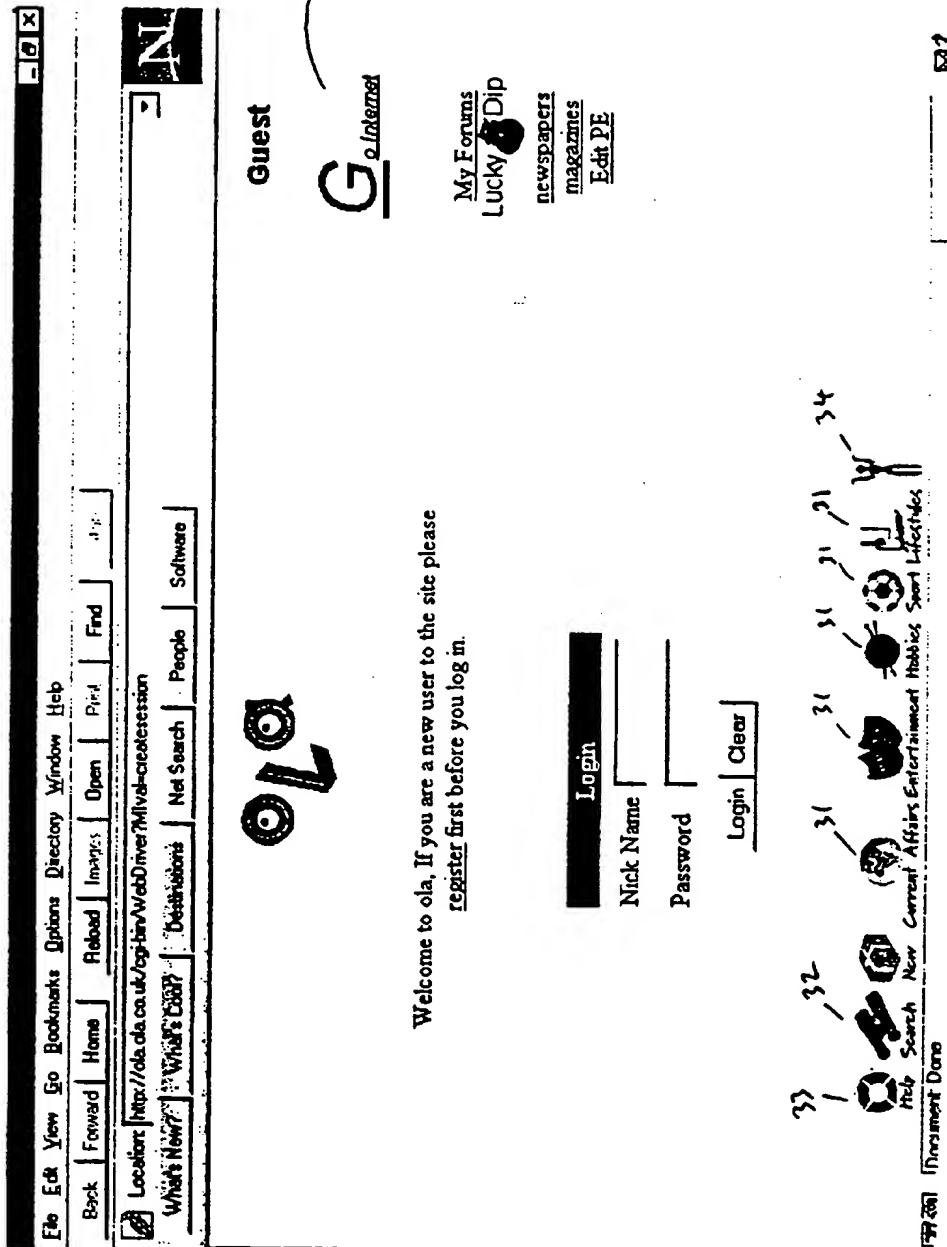 File Edit View Go Bookmarks Options Directory Window Help
Back Forward Home Reload Images Open Print Find
Location: http://ola.ola.co.uk/cgi-bin/WebDriver?MIval=createsession
What's New? What's Cool? Destinations Net Search People Software
N
ola
Guest
Go Internet
My Forums
Lucky Dip
newspapers
magazines
Edit PE
Welcome to ola, If you are a new user to the site please
register first before you log in.
Login
Nick Name
Password
Login Clear
33 32 31 31 31 31 31 34
Help Search New Current Affairs Entertainment Hobbies Sport Lifestyles
Document Done